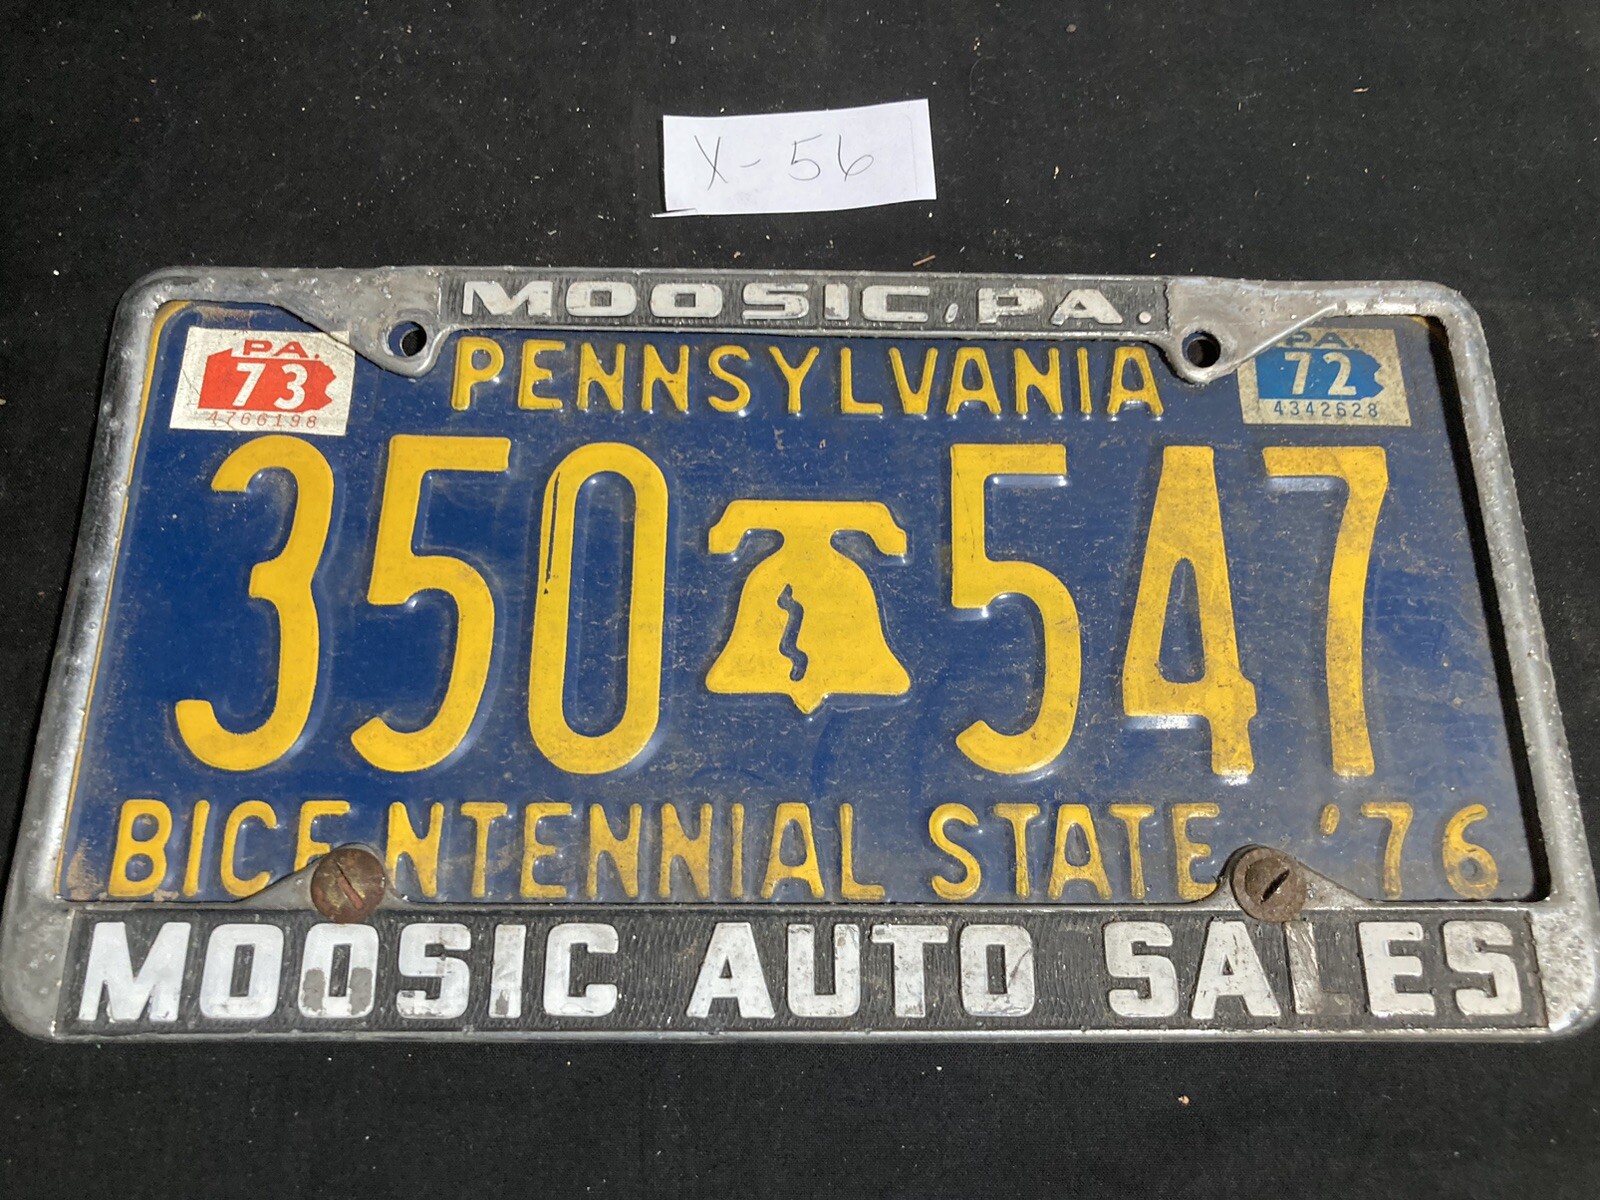 X-56
MOOSIC, PA.
PENNSYLVANIA
PA.
73
4766198
PA.
72
4342628
350 547
BICENTENNIAL STATE '76
MOOSIC AUTO SALES